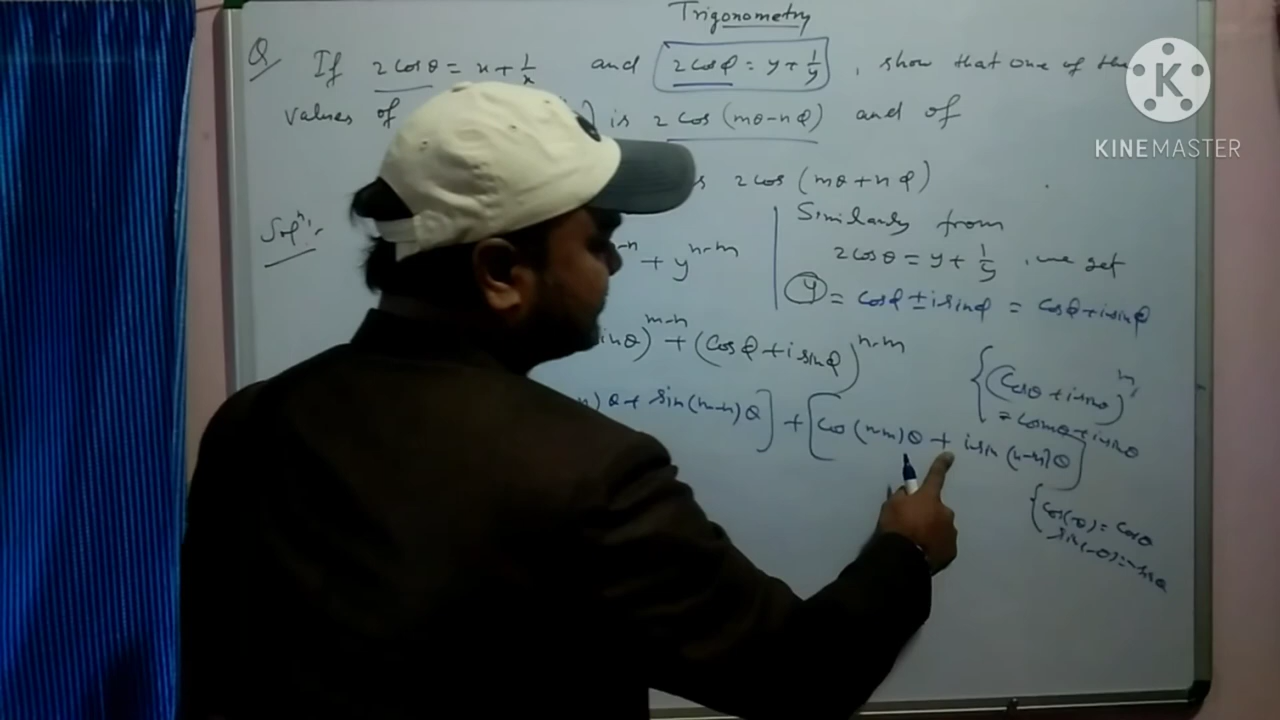 Trigonometry
Q If 2cosθ = x + 1/x and 2cosφ = y + 1/y , show that one of the
values of is 2cos (mθ-nφ) and of
2cos (mθ+nφ)
Solⁿ:-
+ y^(n-m)
(Cosφ + i sinφ)^(n-m)
) θ + sin(m-n)θ] + [Cos (n-m)θ + i sin (n-m)θ]
Similarly from
2cosθ = y + 1/y , we get
y = cosφ ± i sinφ = cosφ + i sinφ
{(Cosθ + i sinθ)^n
= cosnθ + i sinnθ
{cos(-θ) = cosθ
sin(-θ) = -sinθ
K
KINEMASTER